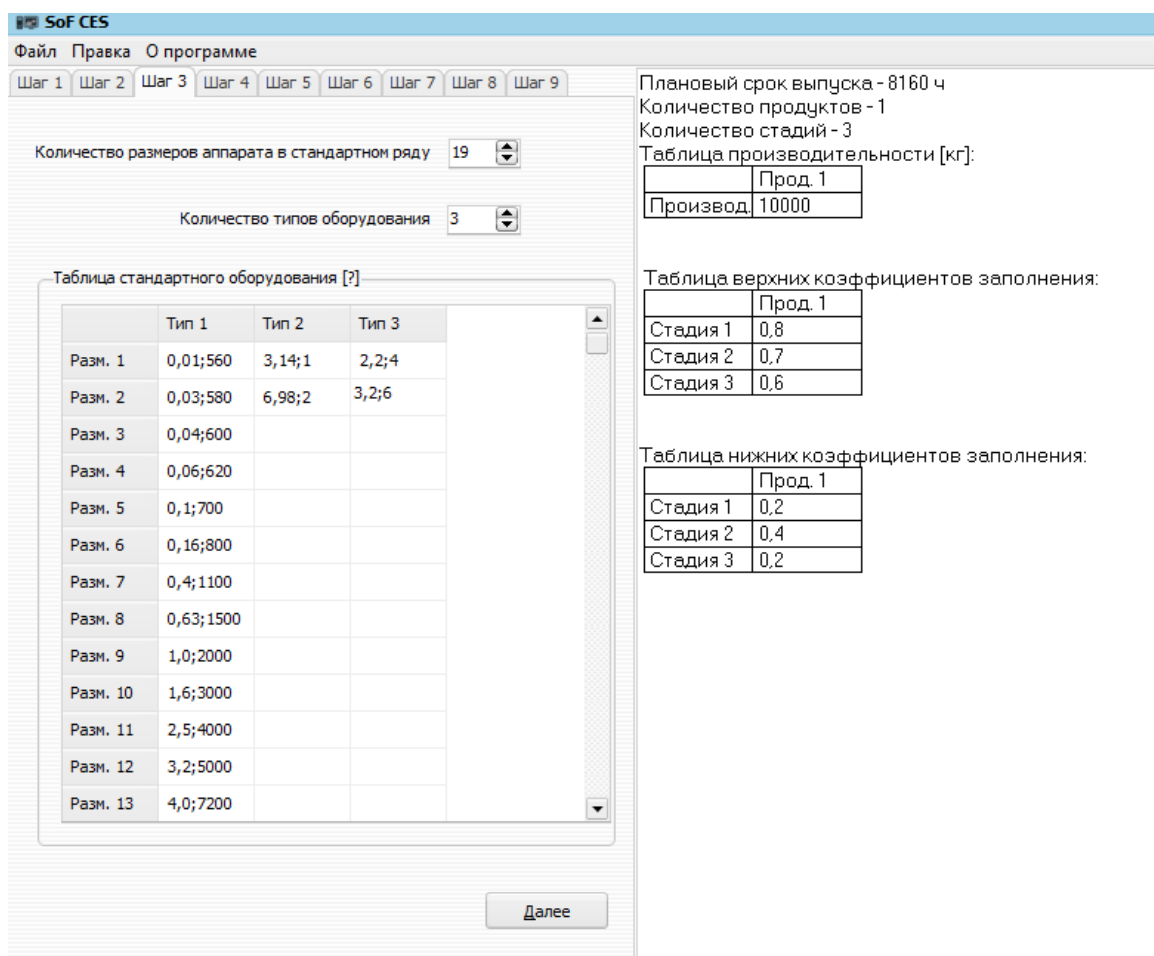 SoF CES
Файл Правка О программе
Шаг 1 Шаг 2 Шаг 3 Шаг 4 Шаг 5 Шаг 6 Шаг 7 Шаг 8 Шаг 9
Количество размеров аппарата в стандартном ряду 19
Количество типов оборудования 3
Таблица стандартного оборудования [?]
Тип 1 Тип 2 Тип 3
Разм. 1 0,01;560 3,14;1 2,2;4
Разм. 2 0,03;580 6,98;2 3,2;6
Разм. 3 0,04;600
Разм. 4 0,06;620
Разм. 5 0,1;700
Разм. 6 0,16;800
Разм. 7 0,4;1100
Разм. 8 0,63;1500
Разм. 9 1,0;2000
Разм. 10 1,6;3000
Разм. 11 2,5;4000
Разм. 12 3,2;5000
Разм. 13 4,0;7200
Далее
Плановый срок выпуска - 8160 ч
Количество продуктов - 1
Количество стадий - 3
Таблица производительности [кг]:
Прод. 1
Производ. 10000
Таблица верхних коэффициентов заполнения:
Прод. 1
Стадия 1 0,8
Стадия 2 0,7
Стадия 3 0,6
Таблица нижних коэффициентов заполнения:
Прод. 1
Стадия 1 0,2
Стадия 2 0,4
Стадия 3 0,2